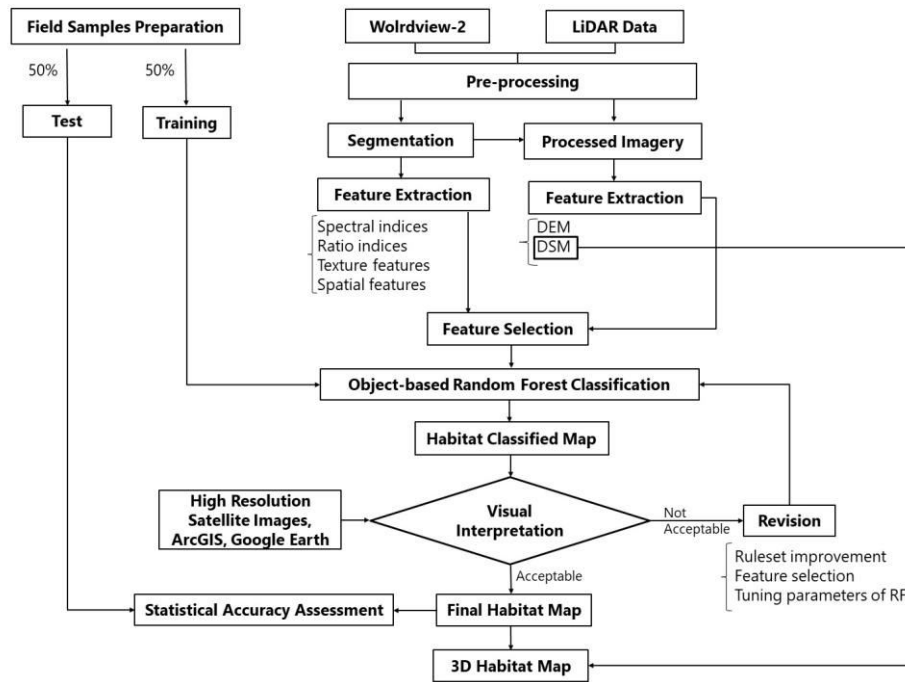 Field Samples Preparation
Wolrdview-2
LiDAR Data
50%
50%
Pre-processing
Test
Training
Segmentation
Processed Imagery
Feature Extraction
Feature Extraction
Spectral indices
Ratio indices
Texture features
Spatial features
DEM
DSM
Feature Selection
Object-based Random Forest Classification
Habitat Classified Map
High Resolution
Satellite Images,
ArcGIS, Google Earth
Visual
Interpretation
Not
Acceptable
Revision
Ruleset improvement
Feature selection
Tuning parameters of RF
Acceptable
Statistical Accuracy Assessment
Final Habitat Map
3D Habitat Map